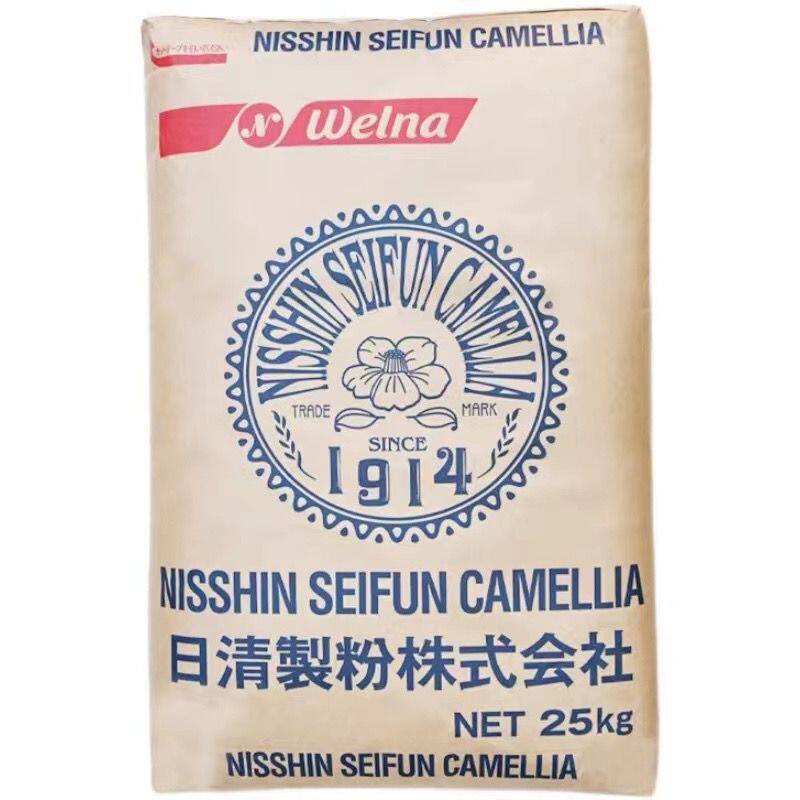 NISSHIN SEIFUN CAMELLIA
N Welna
NISSHIN SEIFUN CAMELLIA
TRADE MARK
SINCE
1914
NISSHIN SEIFUN CAMELLIA
日清製粉株式会社
NET 25kg
NISSHIN SEIFUN CAMELLIA